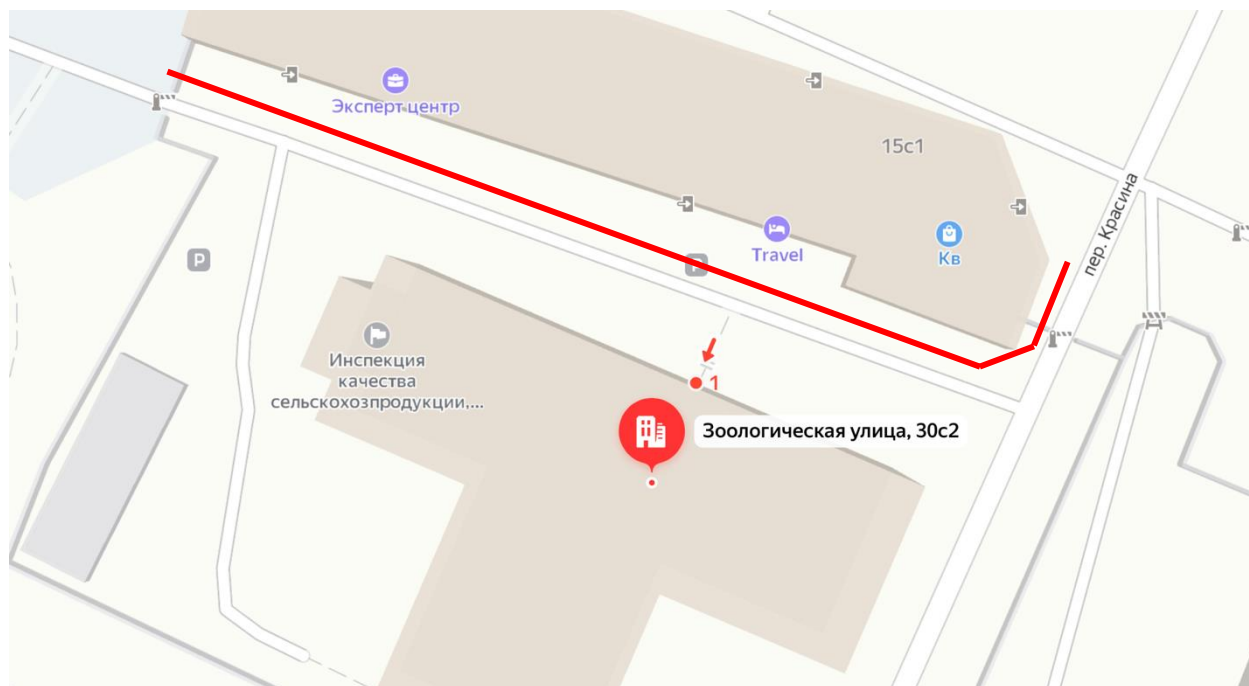 Эксперт центр
15с1
пер. Красина
Travel
Кв
P
P
Инспекция
качества
сельскохозпродукции,...
1
Зоологическая улица, 30с2